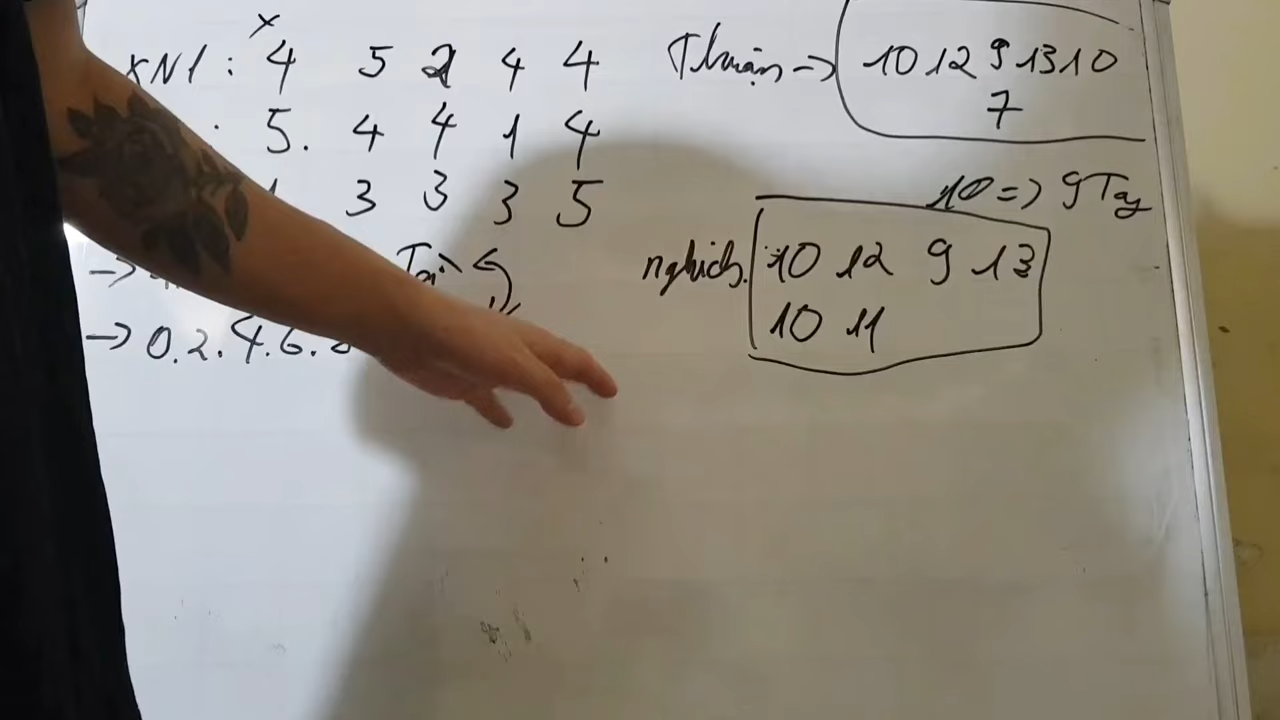 x
XN1 : 4 5 2 4 4
: 5. 4 4 1 4
1 3 3 3 5
→ Tài
→ 0.2.4.6.8
Thuận → 10 12 9 13 10
7
10 => 9 Tay
nghịch. 10 12 9 13
10 11